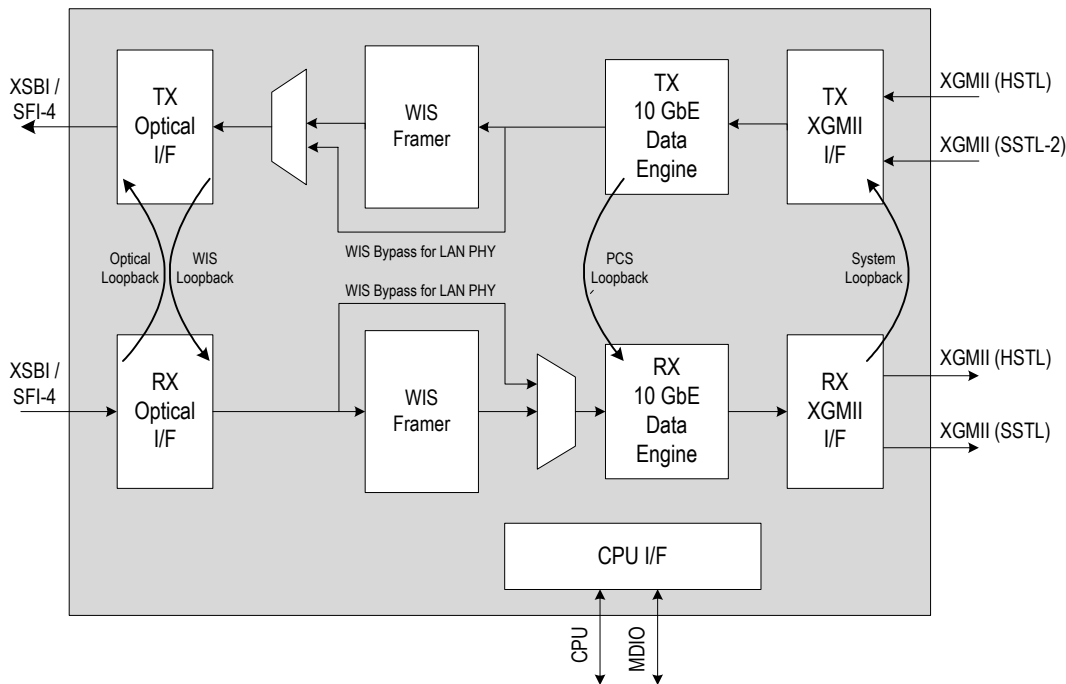 XSBI /
SFI-4
TX
Optical
I/F
WIS
Framer
TX
10 GbE
Data
Engine
TX
XGMII
I/F
XGMII (HSTL)
XGMII (SSTL-2)
WIS Bypass for LAN PHY
Optical
Loopback
WIS
Loopback
PCS
Loopback
System
Loopback
WIS Bypass for LAN PHY
XSBI /
SFI-4
RX
Optical
I/F
WIS
Framer
RX
10 GbE
Data
Engine
RX
XGMII
I/F
XGMII (HSTL)
XGMII (SSTL)
CPU I/F
CPU
MDIO